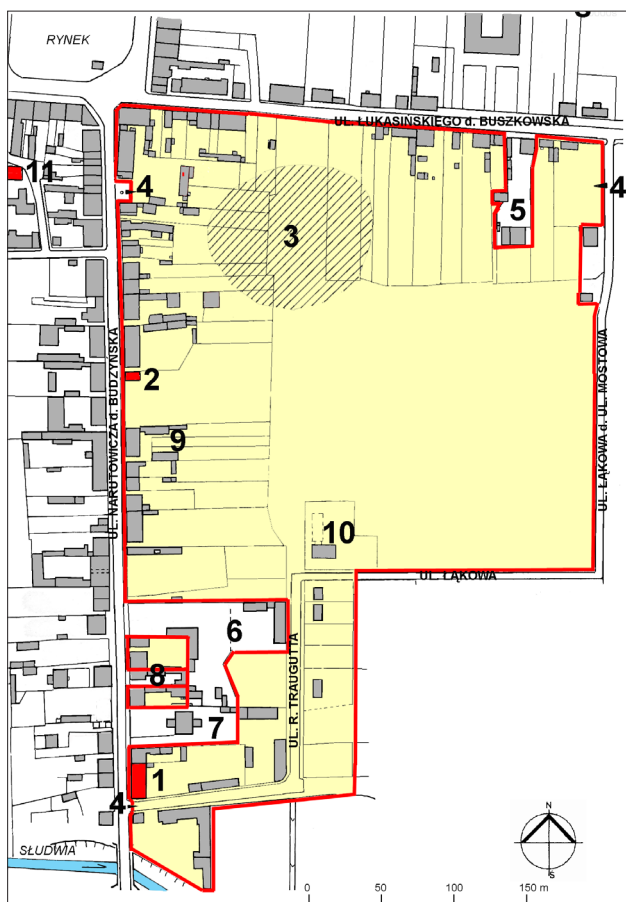 RYNEK
UL. ŁUKASIŃSKIEGO d. BUSZKOWSKA
11
4
4
5
3
UL. NARUTOWICZA d. BUDZYŃSKA
2
UL. ŁĄKOWA d. UL. MOSTOWA
9
10
UL. ŁĄKOWA
6
UL. R. TRAUGUTTA
8
7
1
4
SŁUDWIA
N
S
0 50 100 150 m